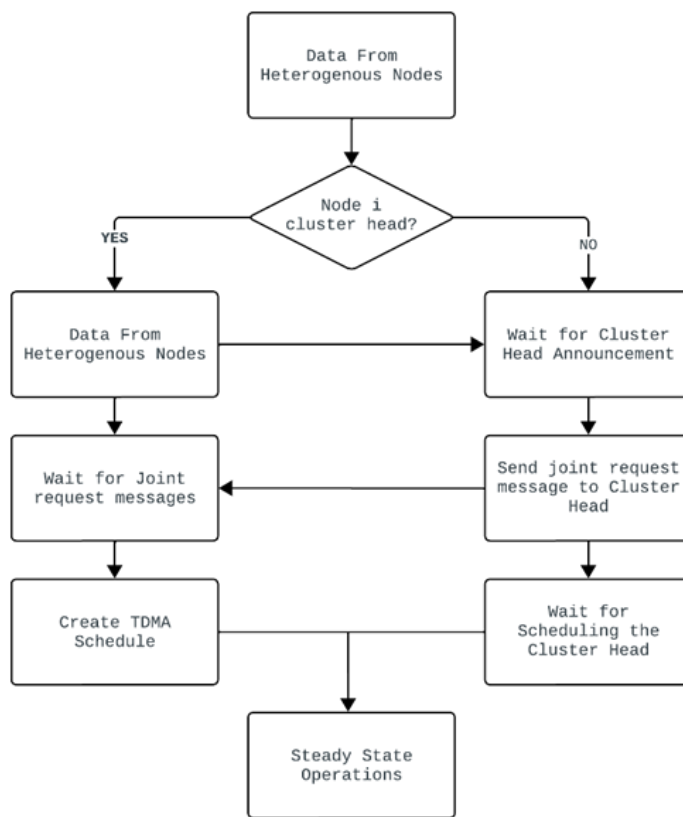 Data From
Heterogenous Nodes
Node i
cluster head?
YES
NO
Data From
Heterogenous Nodes
Wait for Cluster
Head Announcement
Wait for Joint
request messages
Send joint request
message to Cluster
Head
Create TDMA
Schedule
Wait for
Scheduling the
Cluster Head
Steady State
Operations